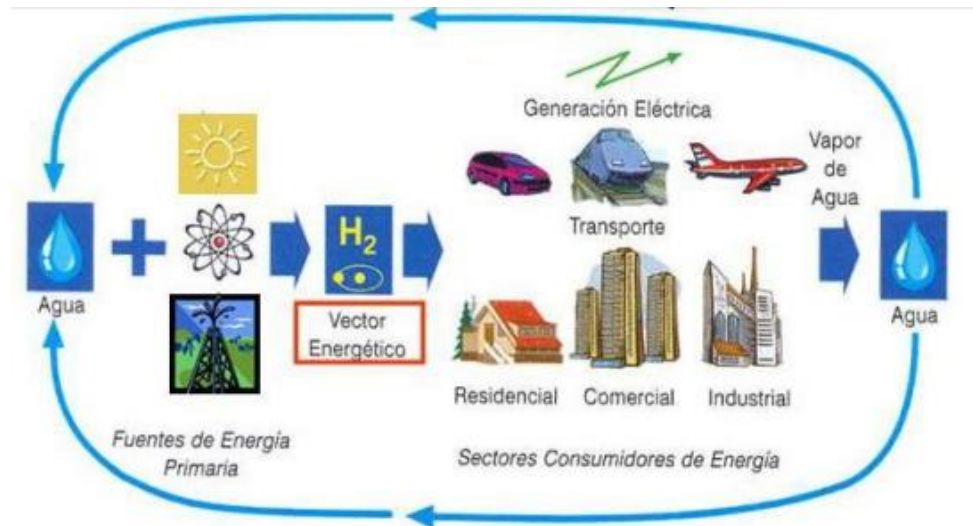 Generación Eléctrica
Vapor
de
Agua
H2
Transporte
Agua
Agua
Vector
Energético
Residencial
Comercial
Industrial
Fuentes de Energía
Primaria
Sectores Consumidores de Energía